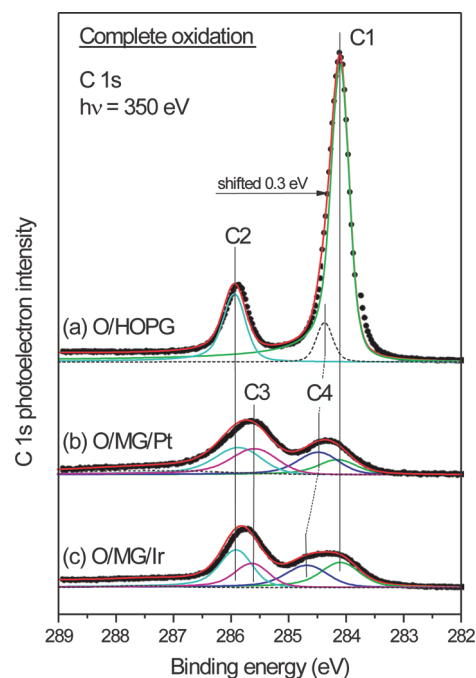 Complete oxidation
C1
C 1s
hν = 350 eV
shifted 0.3 eV
C2
(a) O/HOPG
C3
C4
(b) O/MG/Pt
(c) O/MG/Ir
C 1s photoelectron intensity
289 288 287 286 285 284 283 282
Binding energy (eV)